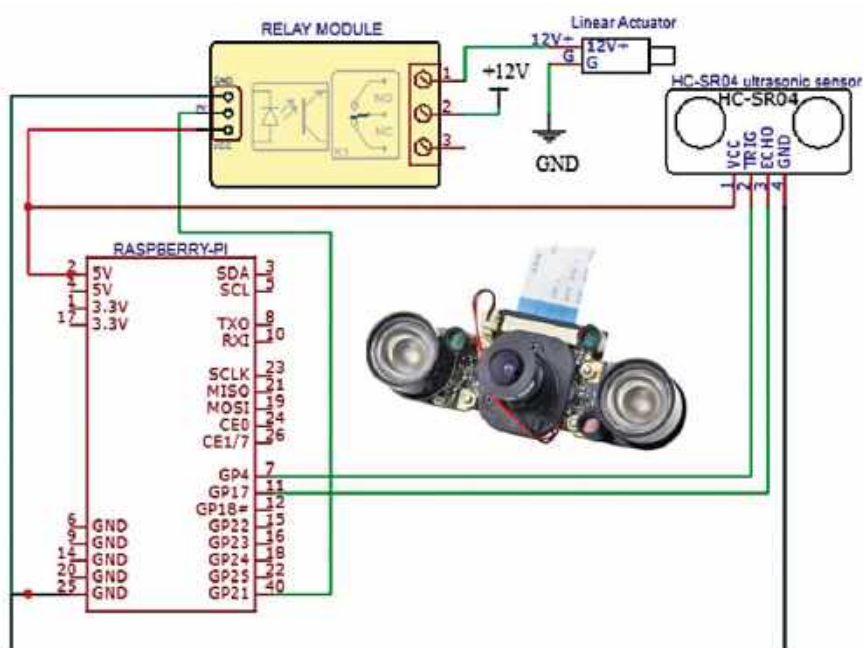 RELAY MODULE
Linear Actuator
12V+
12V+
G
G
+12V
GND
HC-SR04 ultrasonic sensor
HC-SR04
VCC
TRIG
ECHO
GND
1
2
3
4
GND
VCC
NO
NC
K1
1
2
3
RASPBERRY-PI
2 5V
5V
1 3.3V
17 3.3V
SDA 3
SCL 5
TXO 8
RXI 10
SCLK 23
MISO 21
MOSI 19
CE0 24
CE1/7 26
GP4 7
GP17 11
GP18# 12
GP22 15
GP23 16
GP24 18
GP25 22
GP21 40
6 GND
9 GND
14 GND
20 GND
25 GND